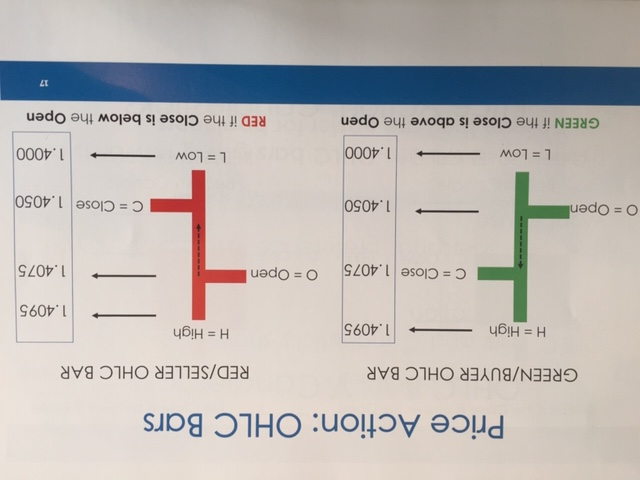 Price Action: OHLC Bars
GREEN/BUYER OHLC BAR
H = High 1.4095
C = Close 1.4075
O = Open 1.4050
L = Low 1.4000
GREEN if the Close is above the Open
RED/SELLER OHLC BAR
H = High 1.4095
O = Open 1.4075
C = Close 1.4050
L = Low 1.4000
RED if the Close is below the Open
17